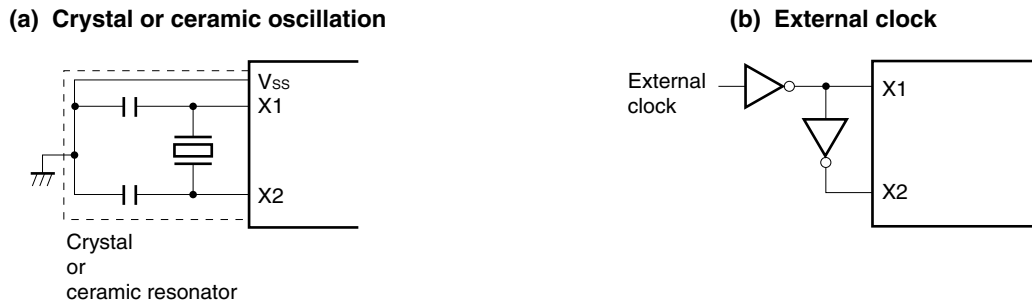 (a) Crystal or ceramic oscillation
VSS
X1
X2
Crystal
or
ceramic resonator
(b) External clock
External
clock
X1
X2